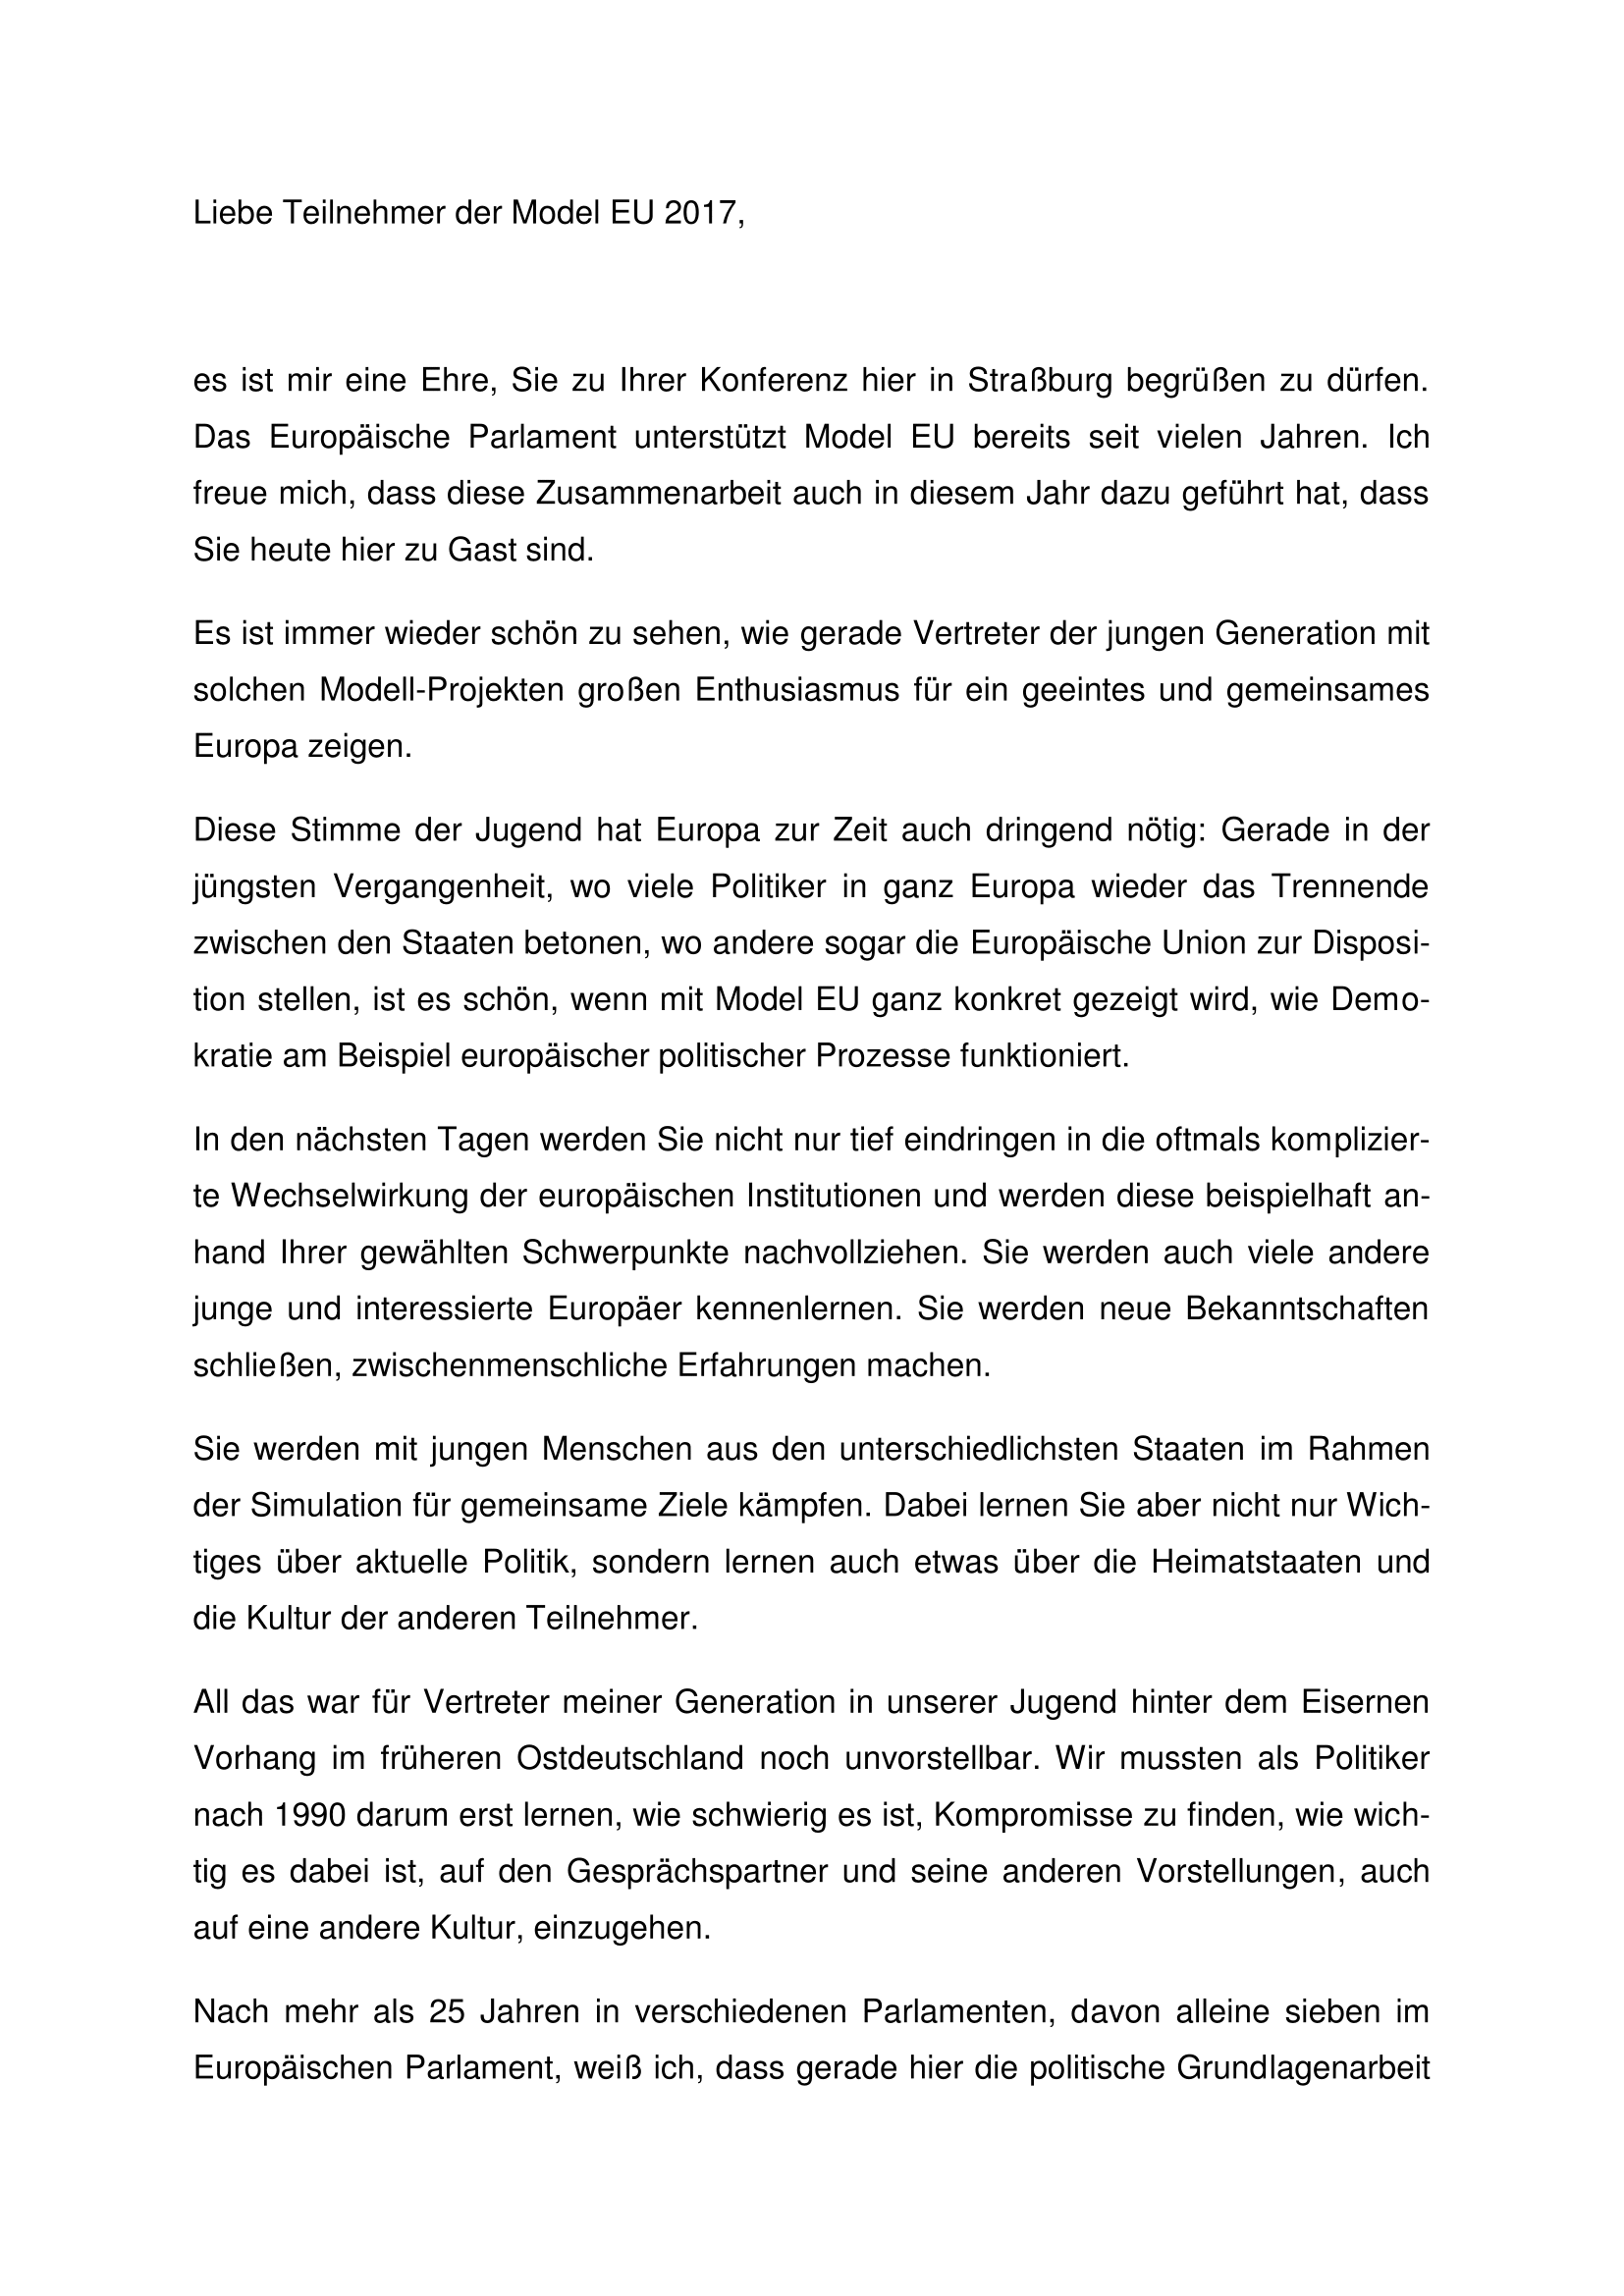 Liebe Teilnehmer der Model EU 2017,
es ist mir eine Ehre, Sie zu Ihrer Konferenz hier in Straßburg begrüßen zu dürfen.
Das Europäische Parlament unterstützt Model EU bereits seit vielen Jahren. Ich
freue mich, dass diese Zusammenarbeit auch in diesem Jahr dazu geführt hat, dass
Sie heute hier zu Gast sind.
Es ist immer wieder schön zu sehen, wie gerade Vertreter der jungen Generation mit
solchen Modell-Projekten großen Enthusiasmus für ein geeintes und gemeinsames
Europa zeigen.
Diese Stimme der Jugend hat Europa zur Zeit auch dringend nötig: Gerade in der
jüngsten Vergangenheit, wo viele Politiker in ganz Europa wieder das Trennende
zwischen den Staaten betonen, wo andere sogar die Europäische Union zur Disposi-
tion stellen, ist es schön, wenn mit Model EU ganz konkret gezeigt wird, wie Demo-
kratie am Beispiel europäischer politischer Prozesse funktioniert.
In den nächsten Tagen werden Sie nicht nur tief eindringen in die oftmals komplizier-
te Wechselwirkung der europäischen Institutionen und werden diese beispielhaft an-
hand Ihrer gewählten Schwerpunkte nachvollziehen. Sie werden auch viele andere
junge und interessierte Europäer kennenlernen. Sie werden neue Bekanntschaften
schließen, zwischenmenschliche Erfahrungen machen.
Sie werden mit jungen Menschen aus den unterschiedlichsten Staaten im Rahmen
der Simulation für gemeinsame Ziele kämpfen. Dabei lernen Sie aber nicht nur Wich-
tiges über aktuelle Politik, sondern lernen auch etwas über die Heimatstaaten und
die Kultur der anderen Teilnehmer.
All das war für Vertreter meiner Generation in unserer Jugend hinter dem Eisernen
Vorhang im früheren Ostdeutschland noch unvorstellbar. Wir mussten als Politiker
nach 1990 darum erst lernen, wie schwierig es ist, Kompromisse zu finden, wie wich-
tig es dabei ist, auf den Gesprächspartner und seine anderen Vorstellungen, auch
auf eine andere Kultur, einzugehen.
Nach mehr als 25 Jahren in verschiedenen Parlamenten, davon alleine sieben im
Europäischen Parlament, weiß ich, dass gerade hier die politische Grundlagenarbeit